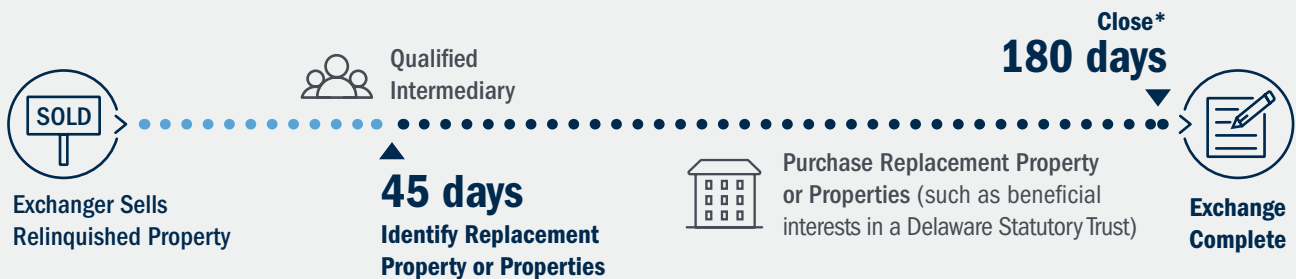 SOLD
Exchanger Sells
Relinquished Property
Qualified
Intermediary
45 days
Identify Replacement
Property or Properties
Purchase Replacement Property
or Properties (such as beneficial
interests in a Delaware Statutory Trust)
Close*
180 days
Exchange
Complete